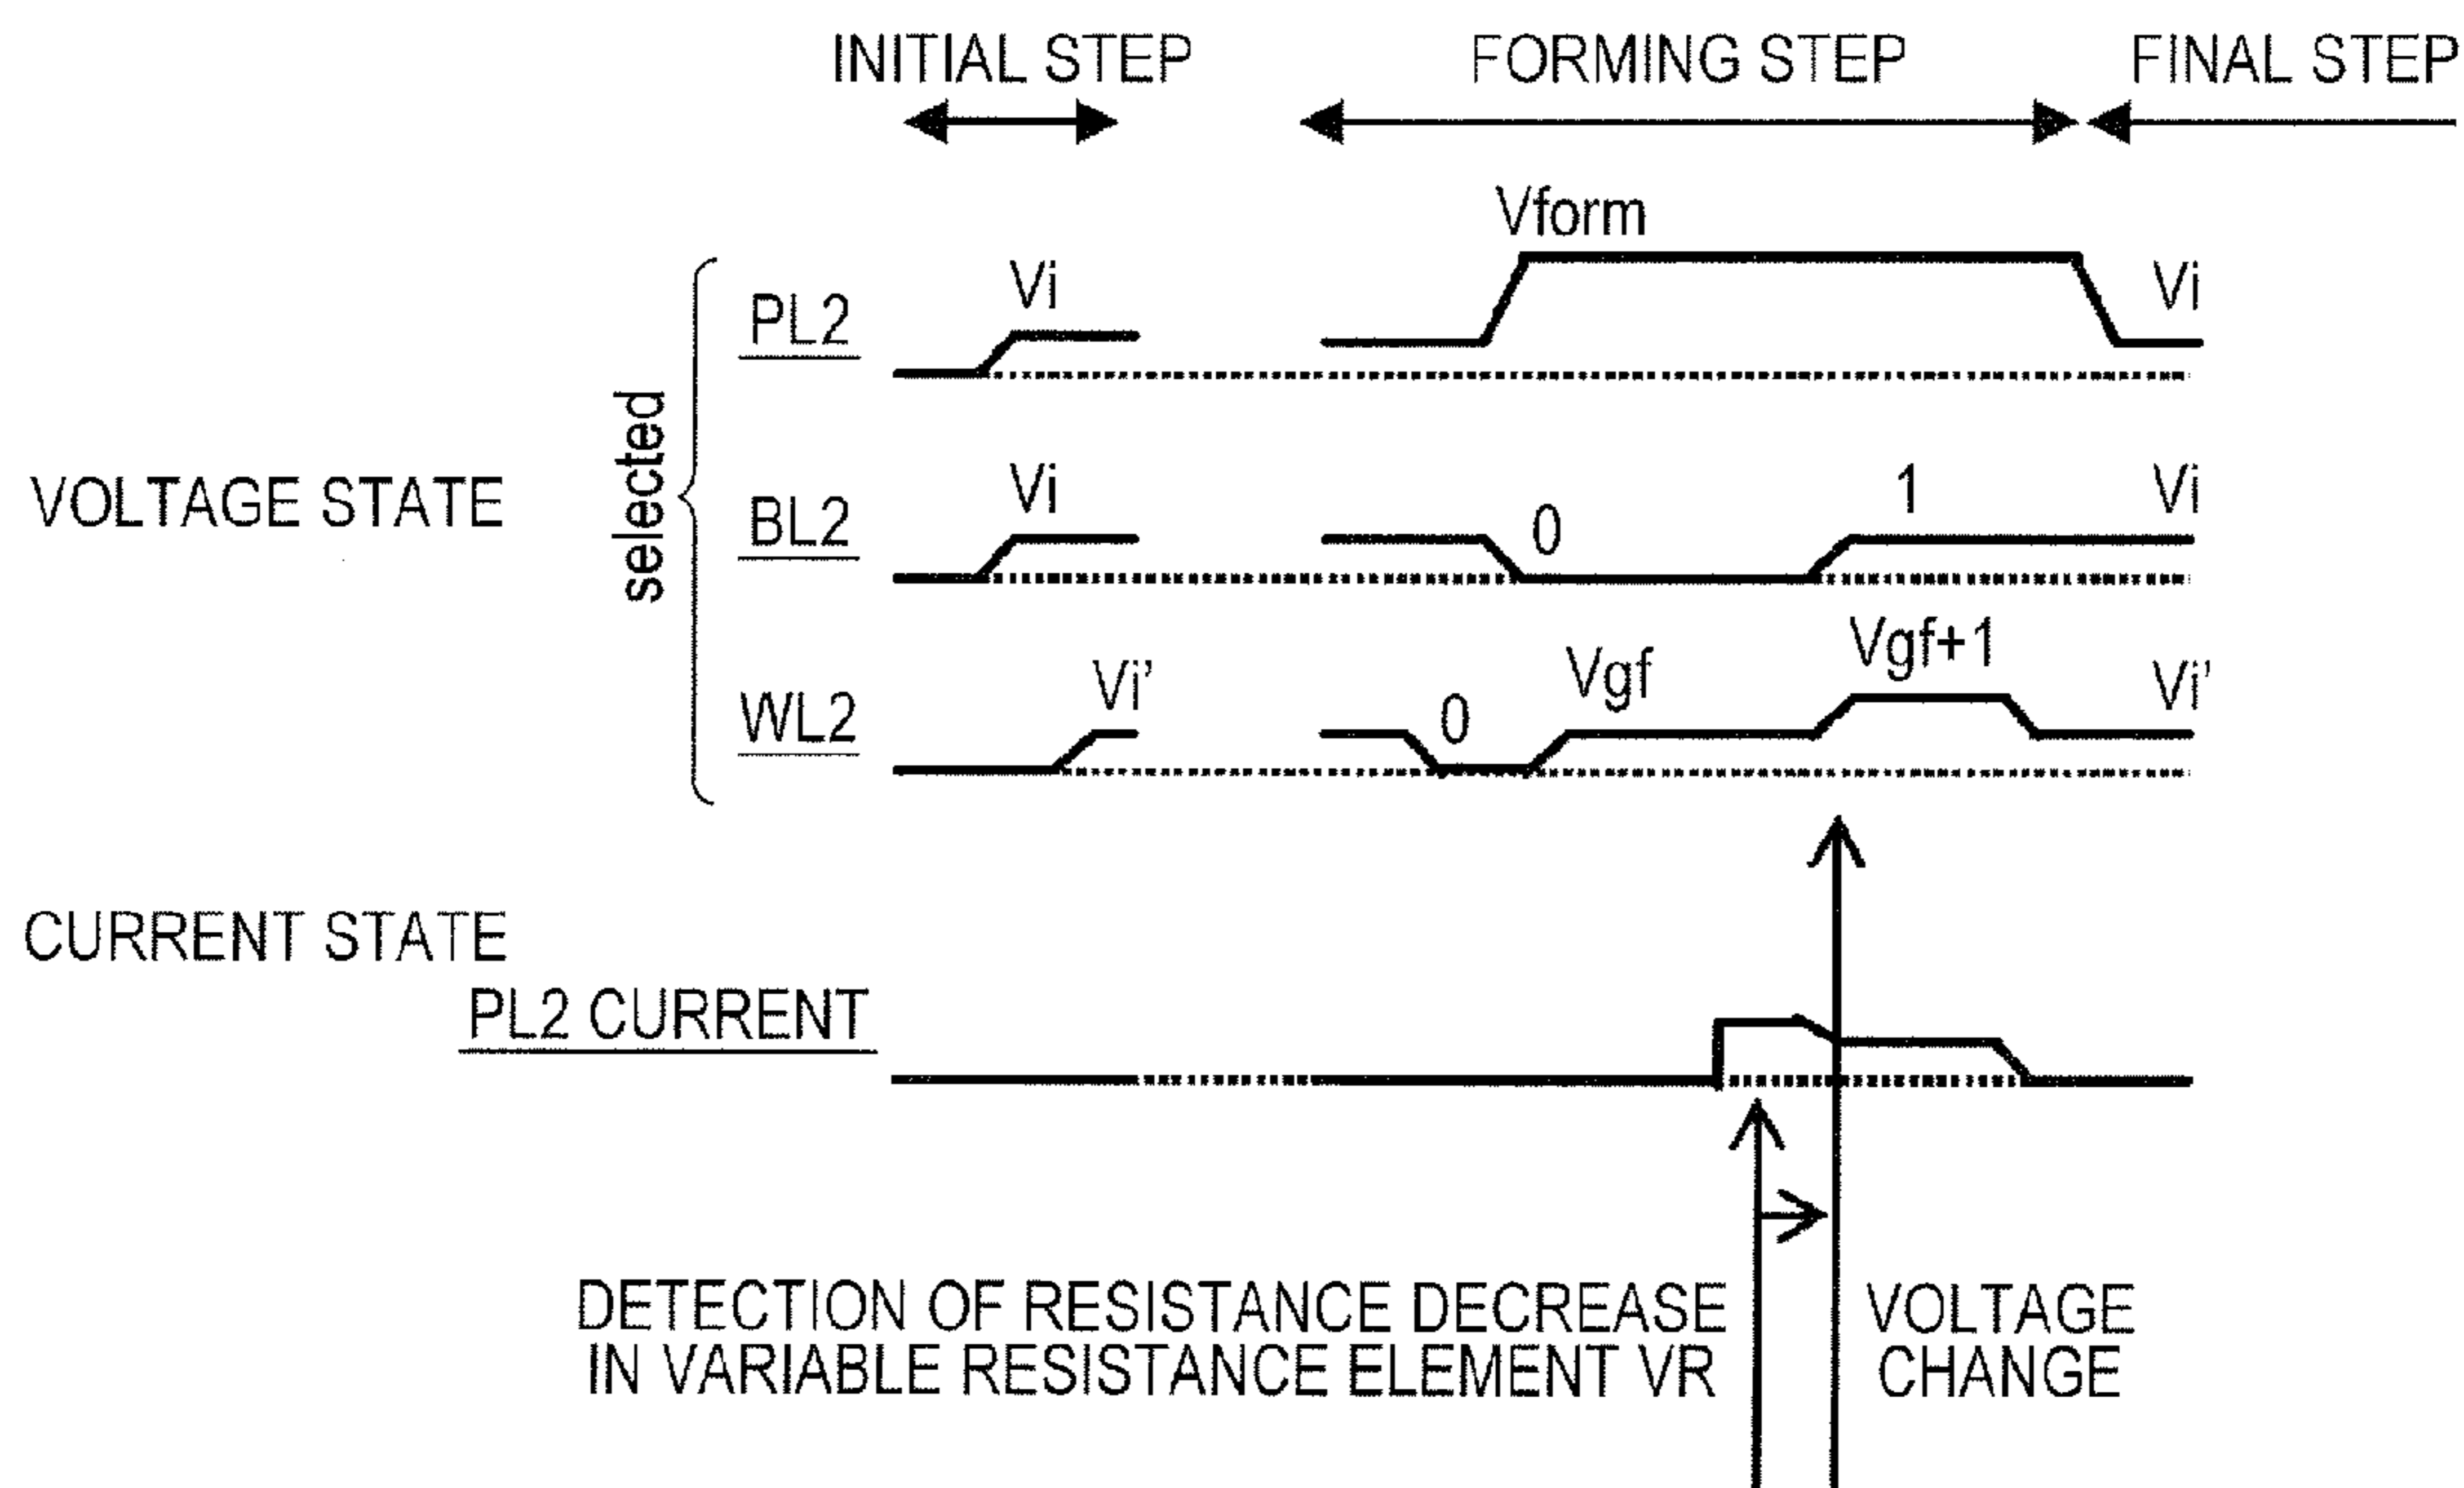 INITIAL STEP FORMING STEP FINAL STEP
Vform
Vi Vi
PL2
selected
VOLTAGE STATE
Vi 0 1 Vi
BL2
Vi' 0 Vgf Vgf+1 Vi'
WL2
CURRENT STATE
PL2 CURRENT
DETECTION OF RESISTANCE DECREASE
IN VARIABLE RESISTANCE ELEMENT VR
VOLTAGE
CHANGE